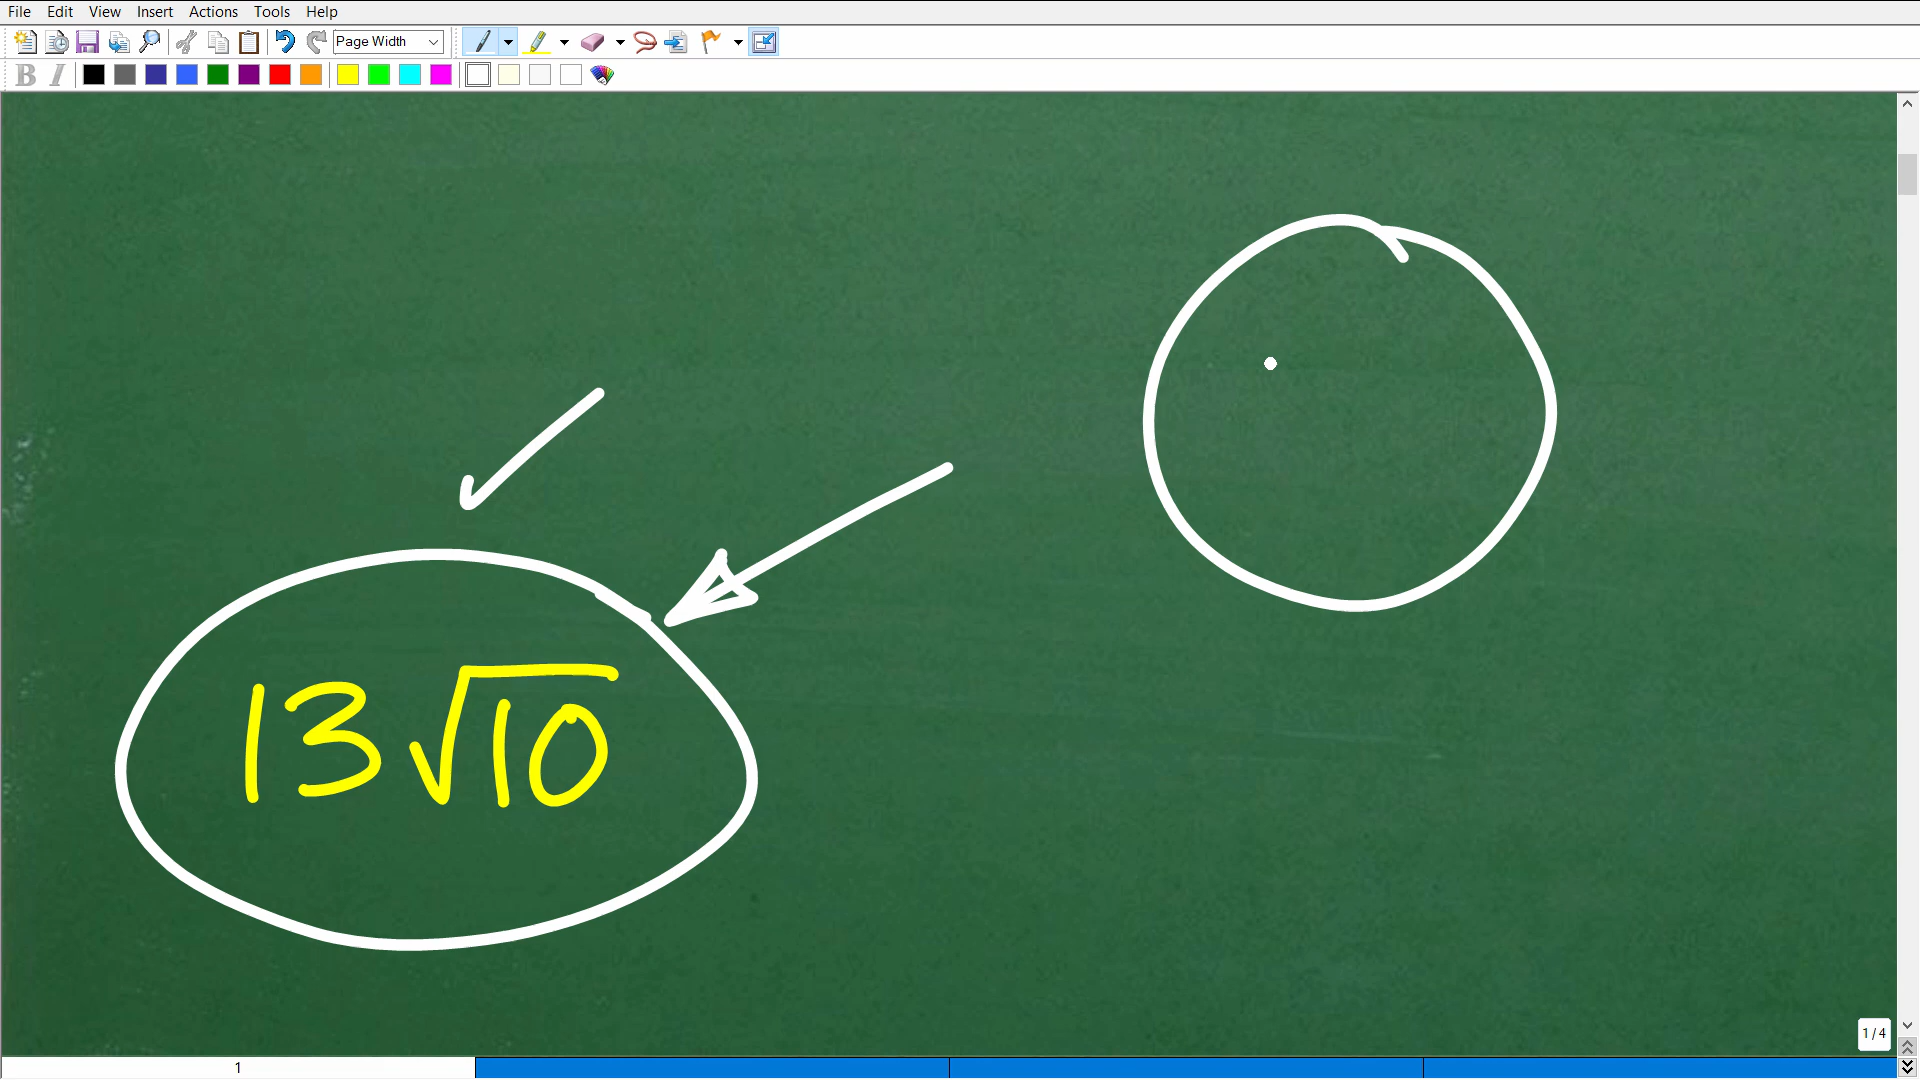 File Edit View Insert Actions Tools Help
Page Width
B I
13√10
1 / 4
1